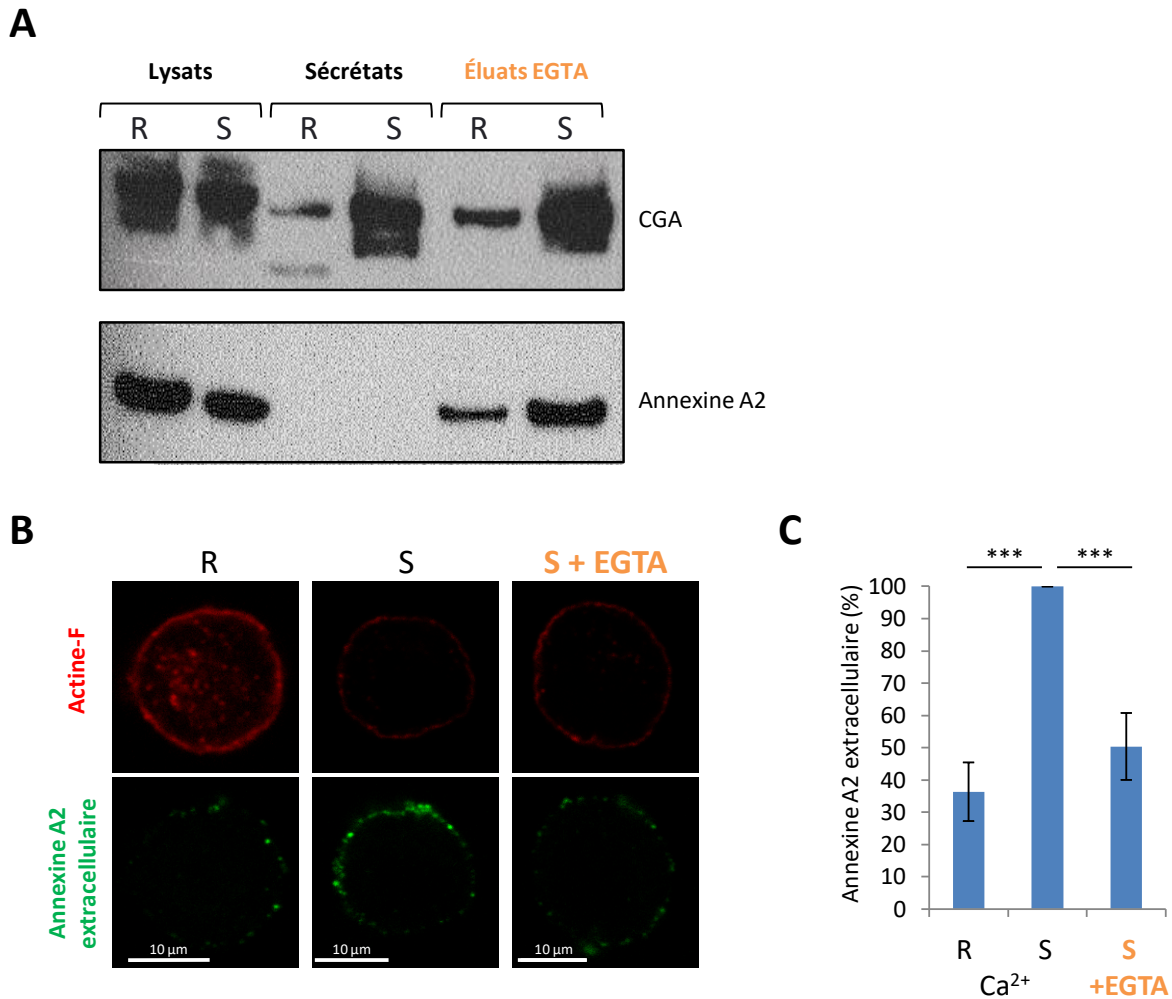 A
Lysats Sécrétats Éluats EGTA
R S R S R S
CGA
Annexine A2
B
R S S + EGTA
Actine-F
Annexine A2
extracellulaire
10 µm 10 µm 10 µm
C
*** ***
Annexine A2 extracellulaire (%)
100
90
80
70
60
50
40
30
20
10
0
R S S
Ca²⁺ +EGTA